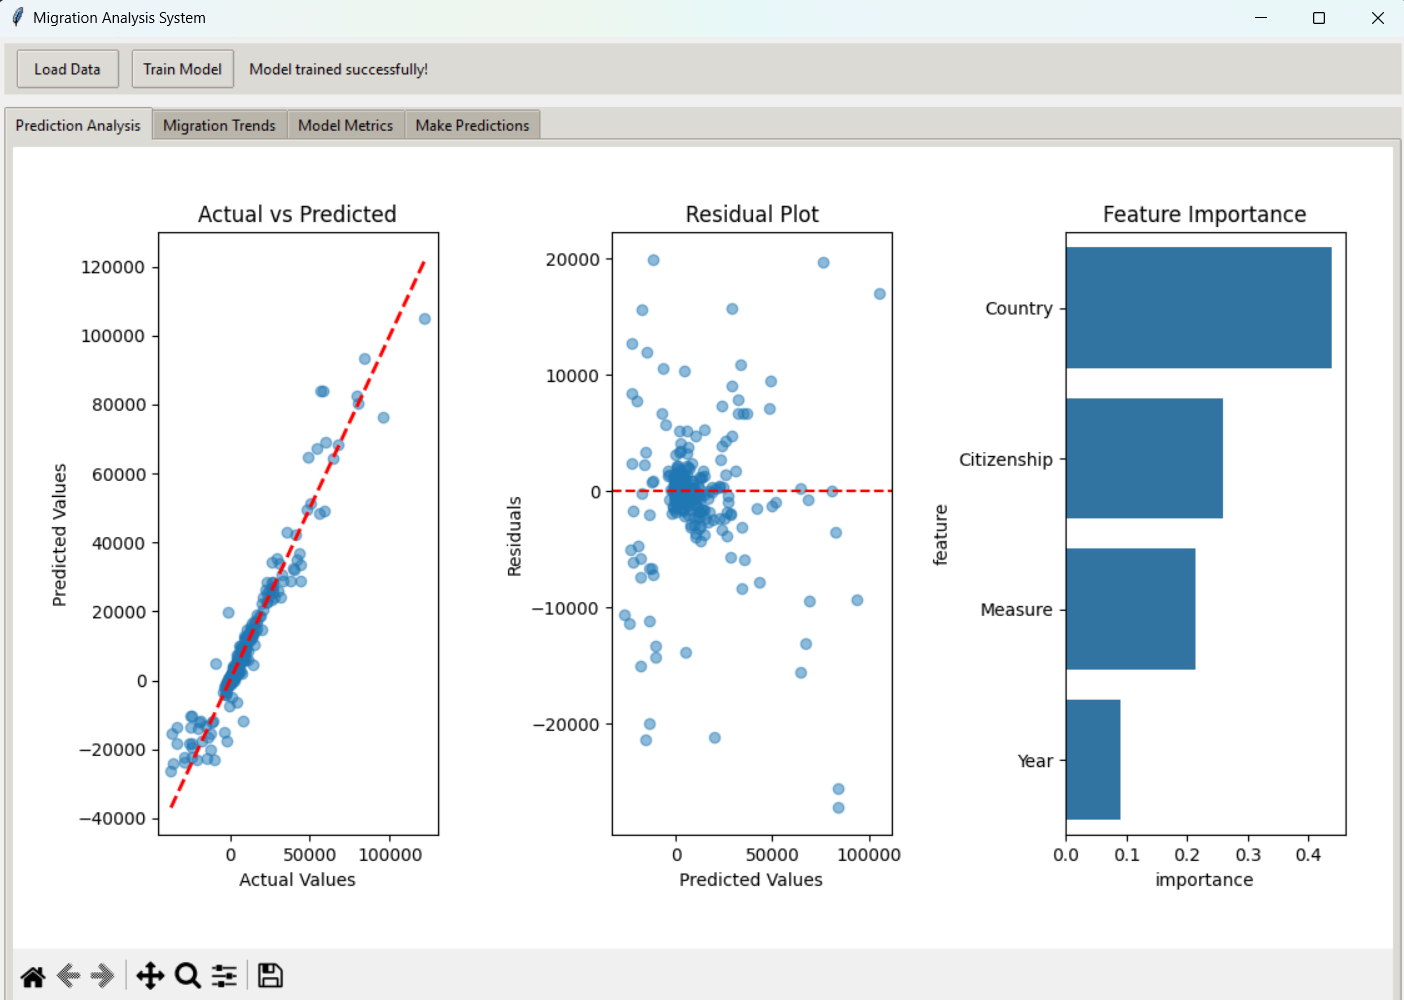 Migration Analysis System
Load Data
Train Model
Model trained successfully!
Prediction Analysis
Migration Trends
Model Metrics
Make Predictions
Actual vs Predicted
Predicted Values
120000
100000
80000
60000
40000
20000
0
−20000
−40000
0
50000
100000
Actual Values
Residual Plot
Residuals
20000
10000
0
−10000
−20000
0
50000
100000
Predicted Values
Feature Importance
feature
Country
Citizenship
Measure
Year
0.0
0.1
0.2
0.3
0.4
importance